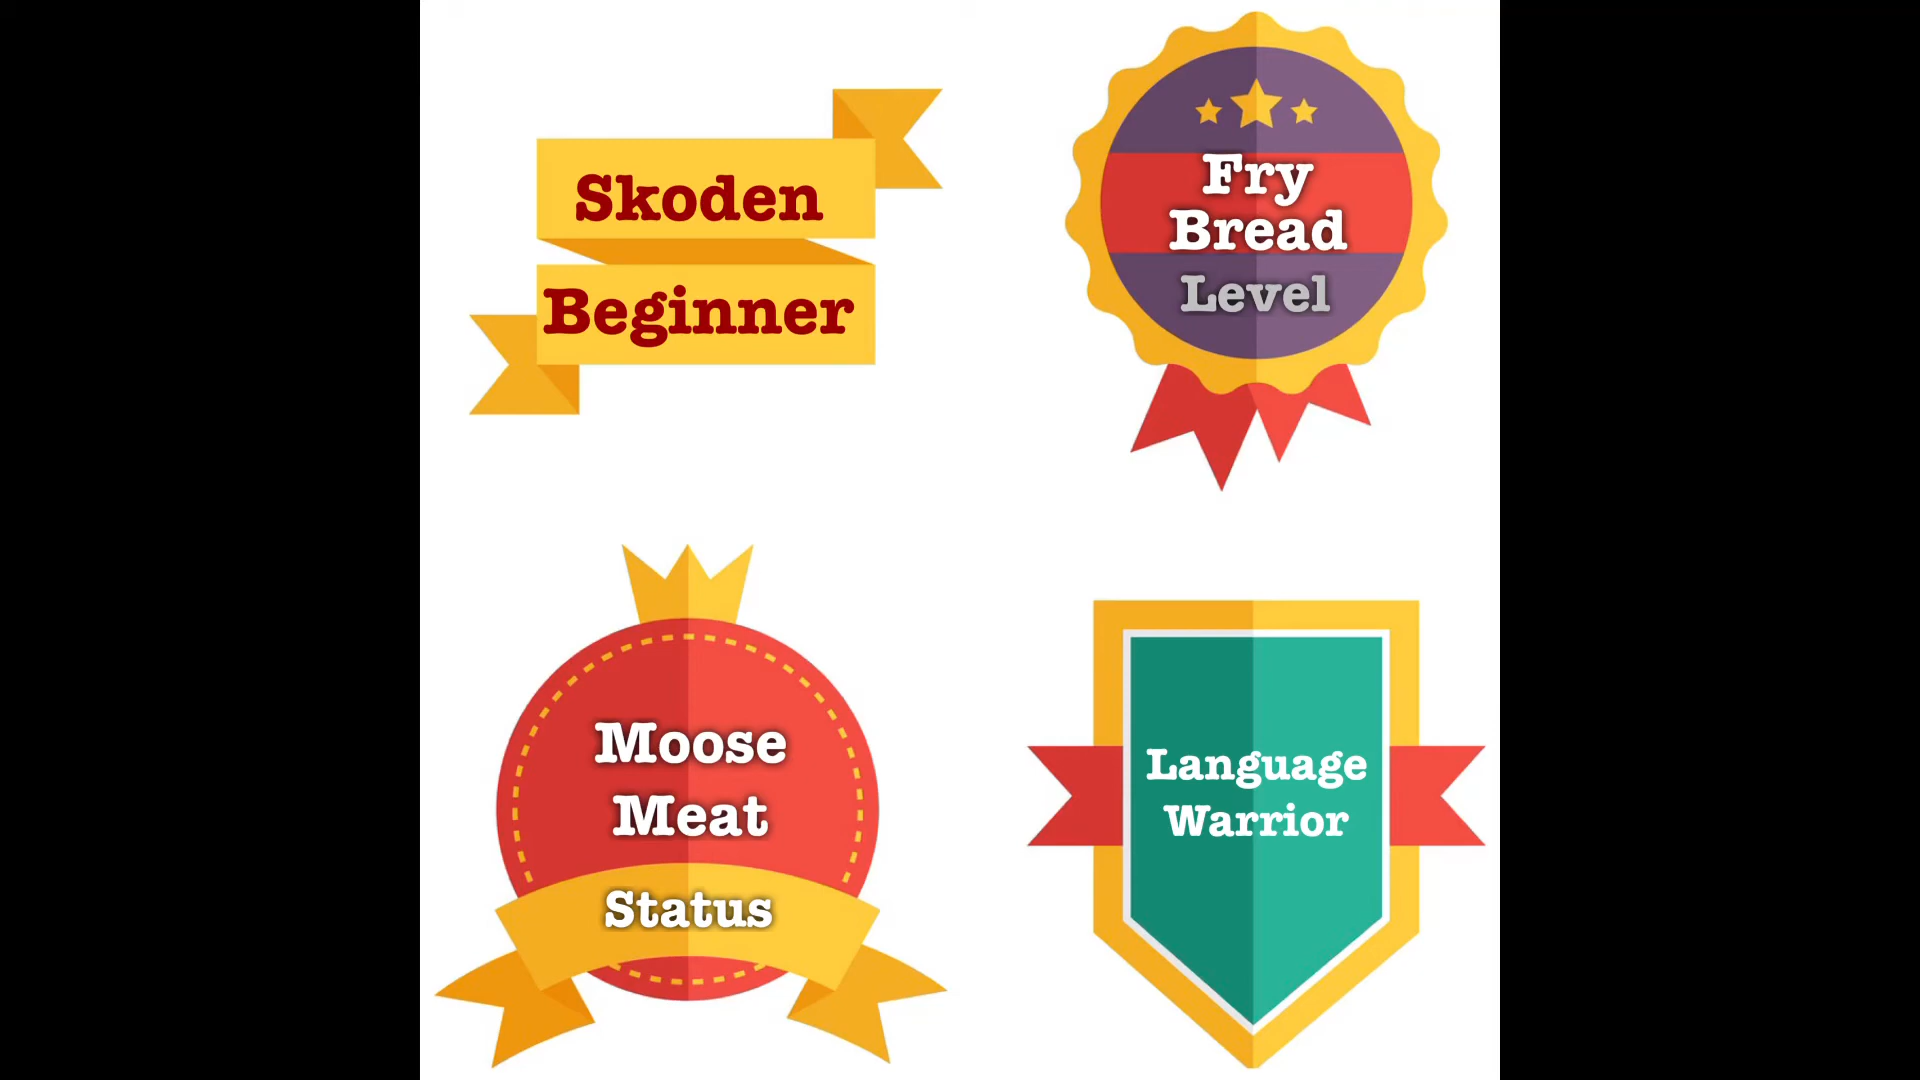 Skoden
Beginner
Fry
Bread
Level
Moose
Meat
Status
Language
Warrior